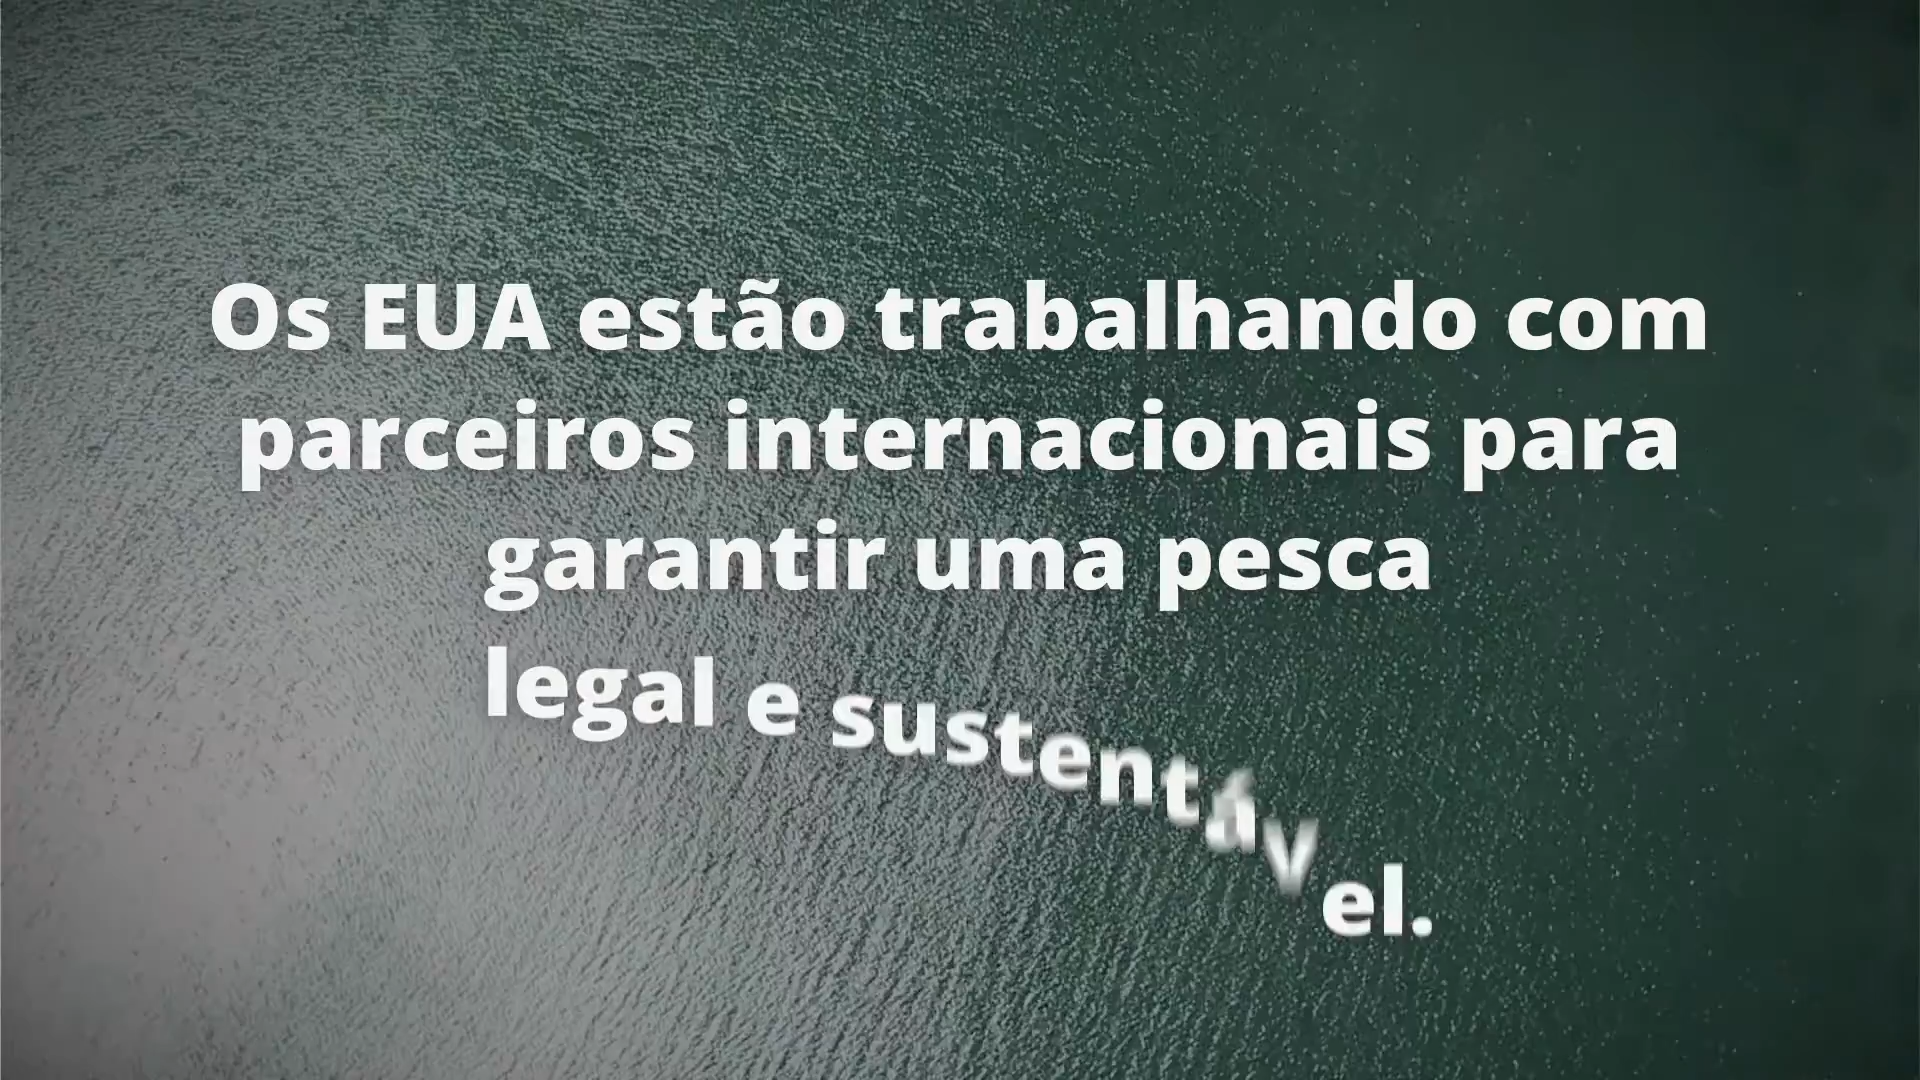 Os EUA estão trabalhando com
parceiros internacionais para
garantir uma pesca
legal e sustentável.